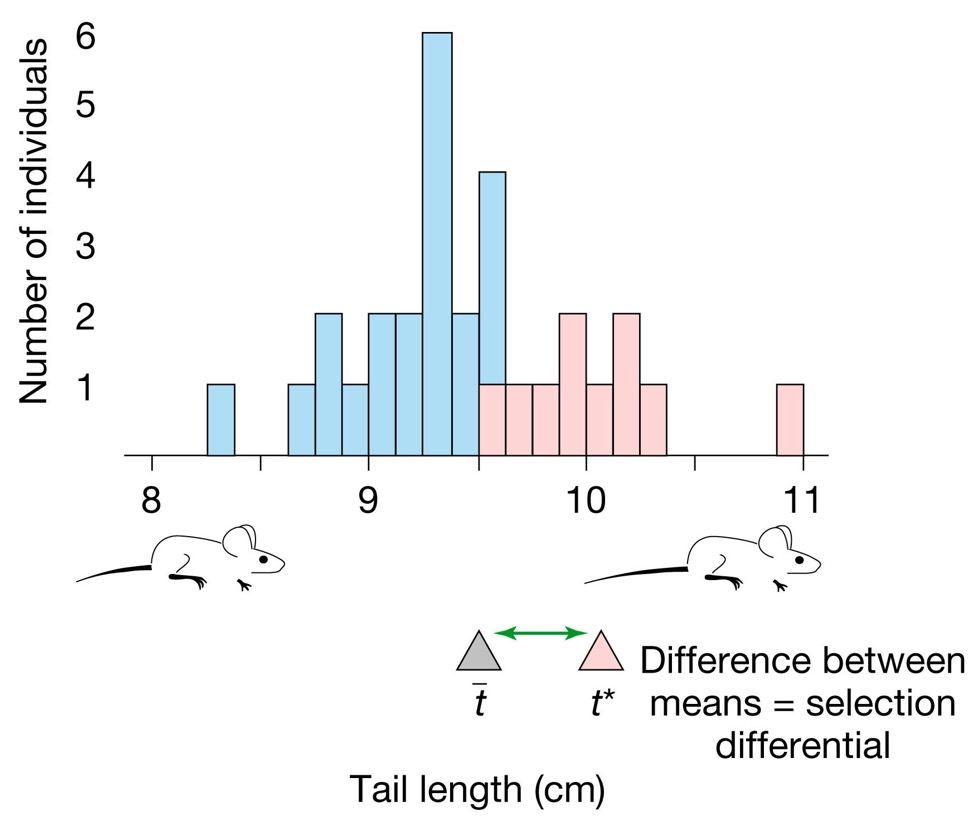 Number of individuals
6
5
4
3
2
1
8 9 10 11
t̄ t*
Difference between
means = selection
differential
Tail length (cm)